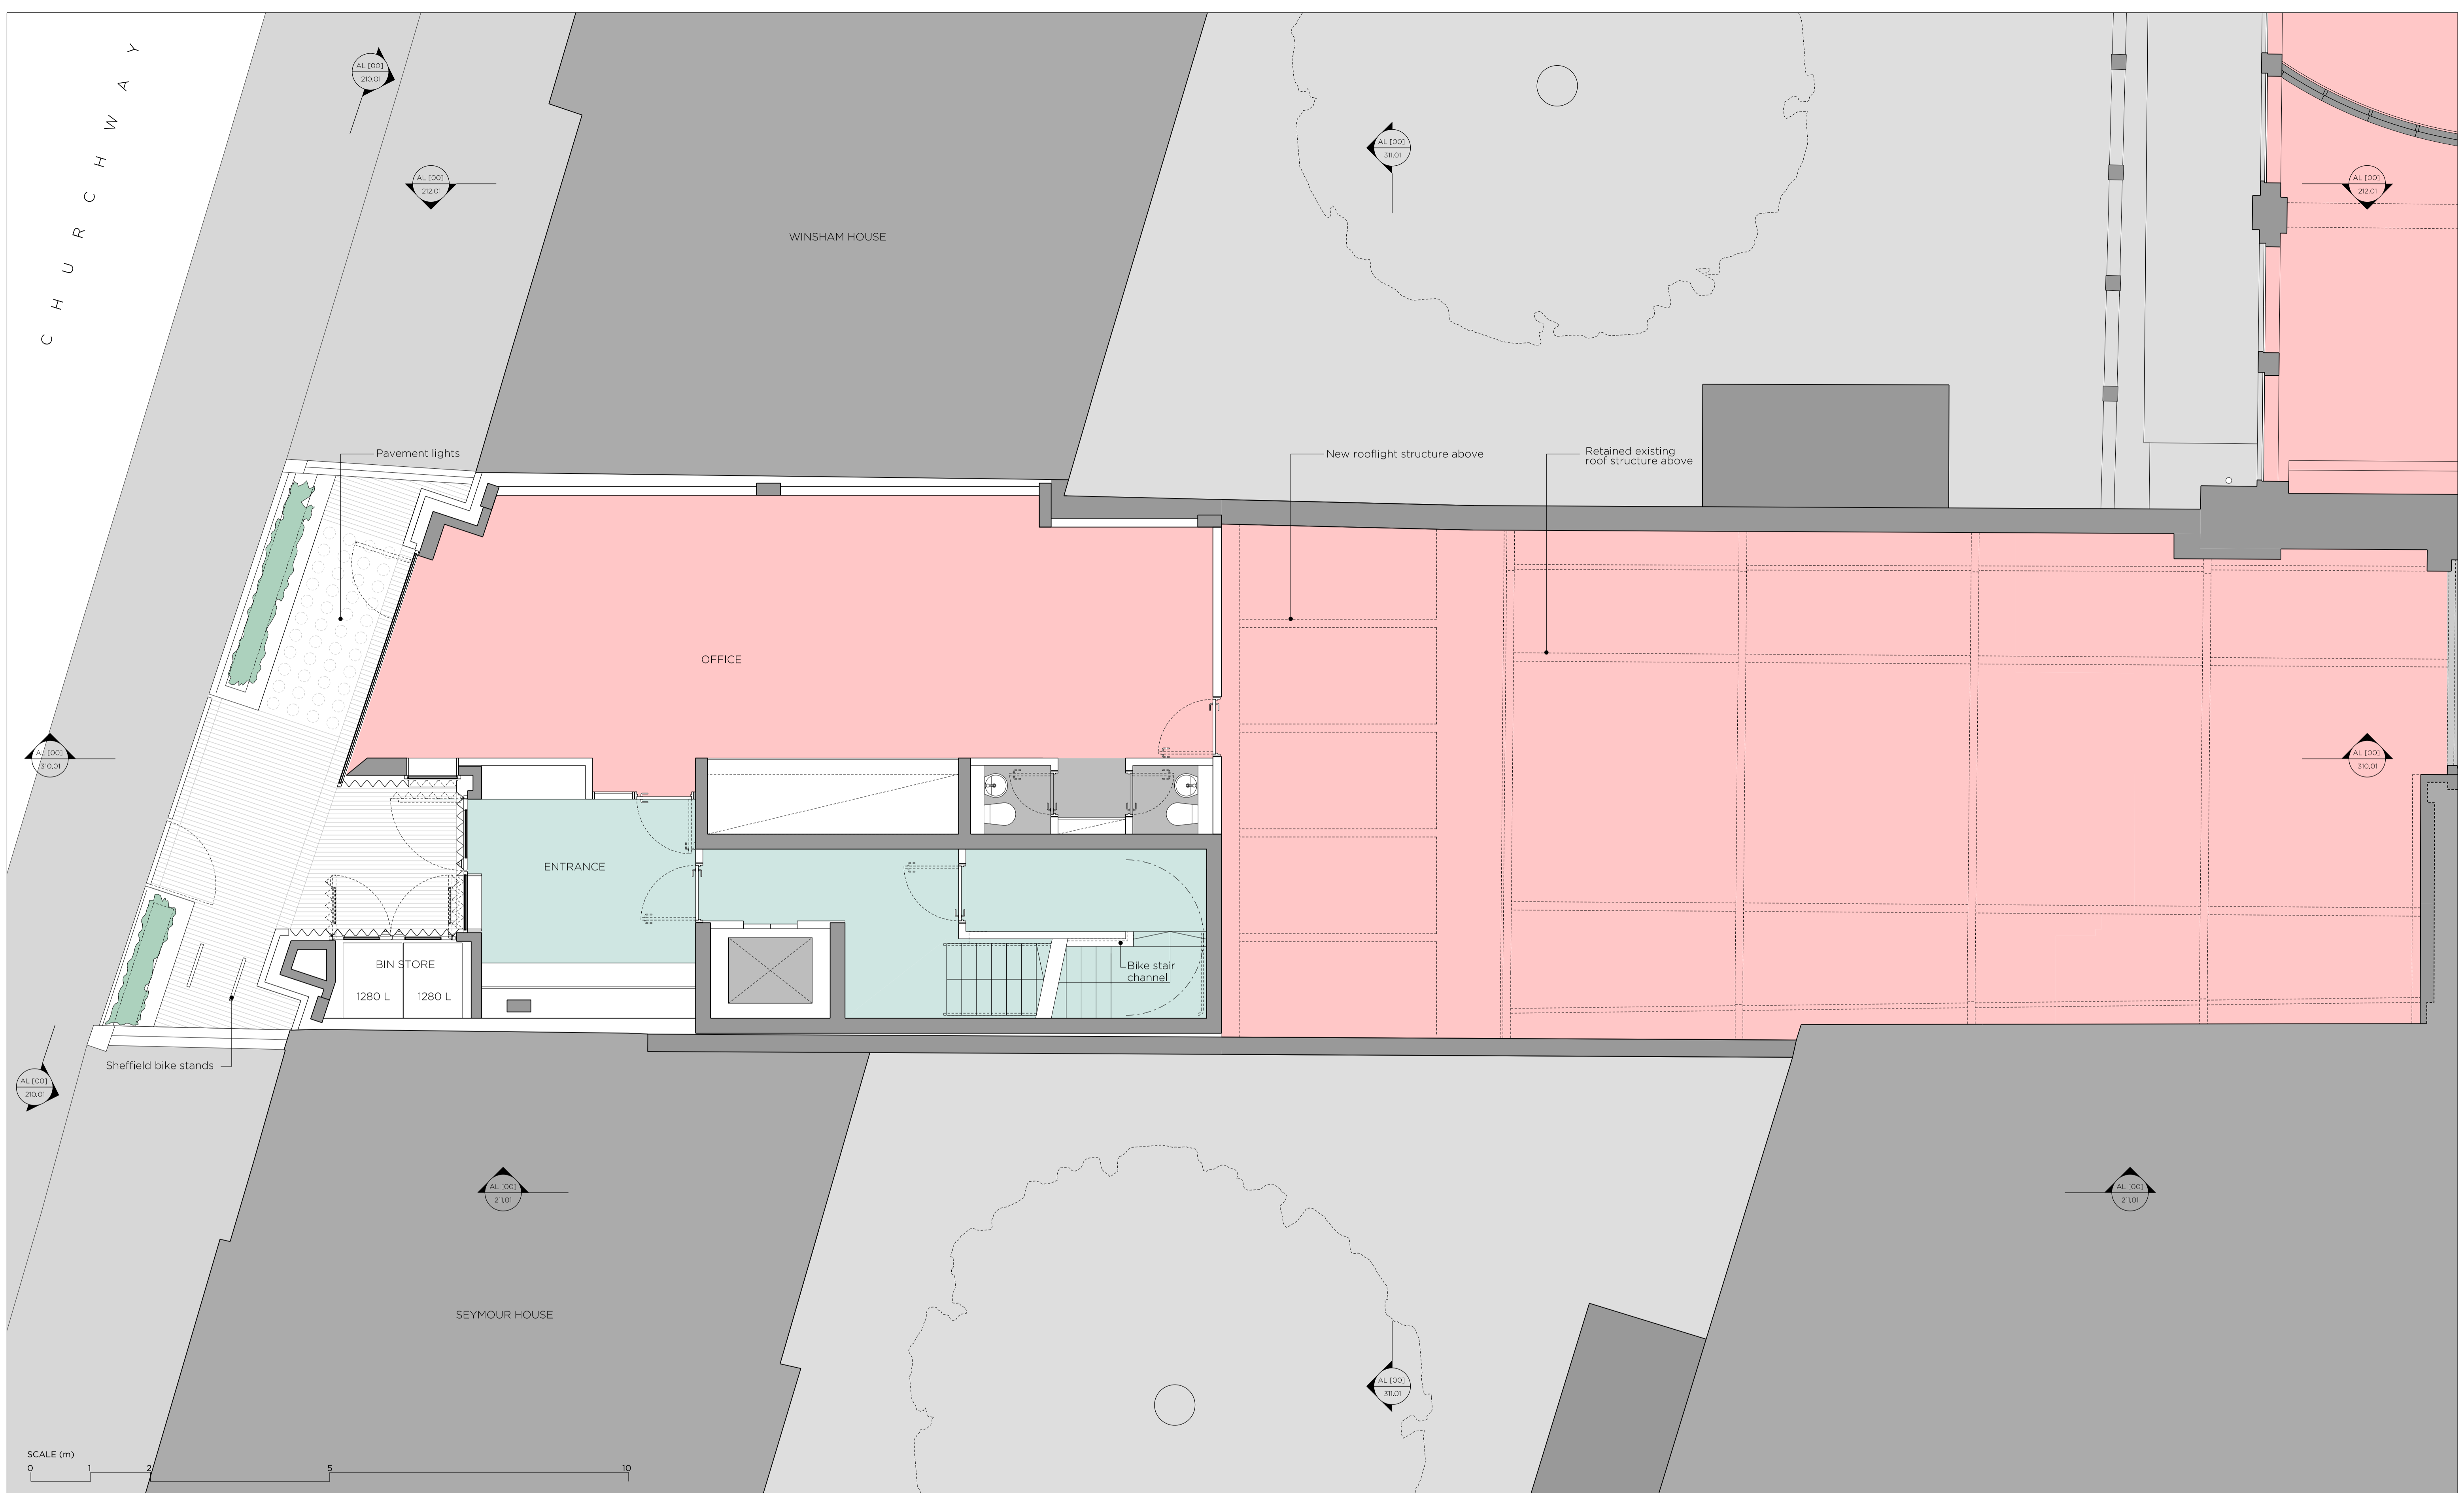 CHURCHWAY
AL [00]
210.01
AL [00]
212.01
WINSHAM HOUSE
AL [00]
311.01
AL [00]
212.01
Pavement lights
New rooflight structure above
Retained existing
roof structure above
OFFICE
AL [00]
310.01
AL [00]
310.01
ENTRANCE
BIN STORE
1280 L
1280 L
Bike stair
channel
Sheffield bike stands
AL [00]
210.01
AL [00]
211.01
AL [00]
211.01
SEYMOUR HOUSE
AL [00]
311.01
SCALE (m)
0 1 2 5 10